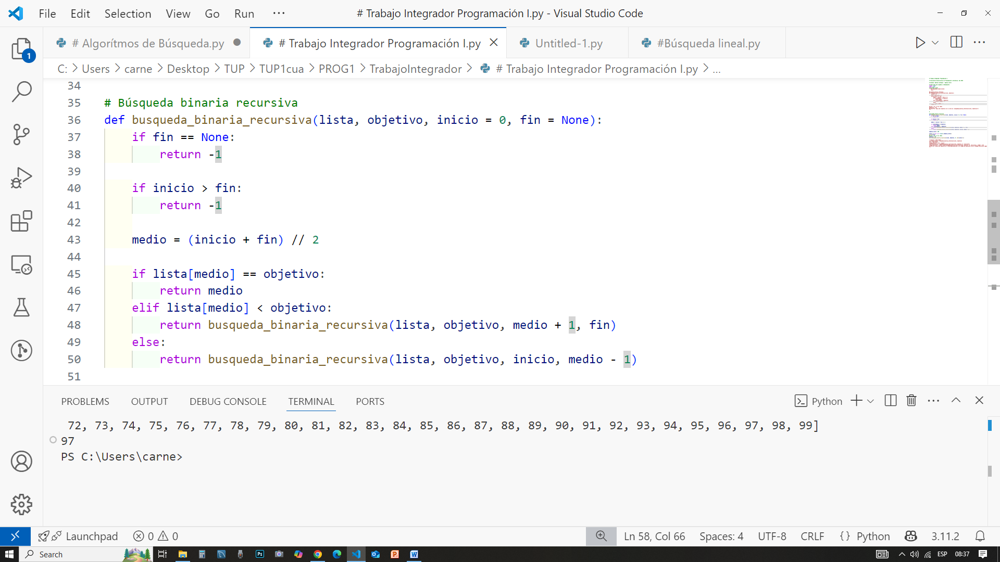 File Edit Selection View Go Run ··· # Trabajo Integrador Programación I.py - Visual Studio Code
# Algorítmos de Búsqueda.py # Trabajo Integrador Programación I.py Untitled-1.py #Búsqueda lineal.py
1
C: > Users > carne > Desktop > TUP > TUP1cua > PROG1 > TrabajoIntegrador > # Trabajo Integrador Programación I.py > ...
34
35 # Búsqueda binaria recursiva
36 def busqueda_binaria_recursiva(lista, objetivo, inicio = 0, fin = None):
37 if fin == None:
38 return -1
39
40 if inicio > fin:
41 return -1
42
43 medio = (inicio + fin) // 2
44
45 if lista[medio] == objetivo:
46 return medio
47 elif lista[medio] < objetivo:
48 return busqueda_binaria_recursiva(lista, objetivo, medio + 1, fin)
49 else:
50 return busqueda_binaria_recursiva(lista, objetivo, inicio, medio - 1)
51
PROBLEMS OUTPUT DEBUG CONSOLE TERMINAL PORTS Python
72, 73, 74, 75, 76, 77, 78, 79, 80, 81, 82, 83, 84, 85, 86, 87, 88, 89, 90, 91, 92, 93, 94, 95, 96, 97, 98, 99]
97
PS C:\Users\carne>
Launchpad 0 0 Ln 58, Col 66 Spaces: 4 UTF-8 CRLF {} Python 3.11.2
Search ESP 08:37